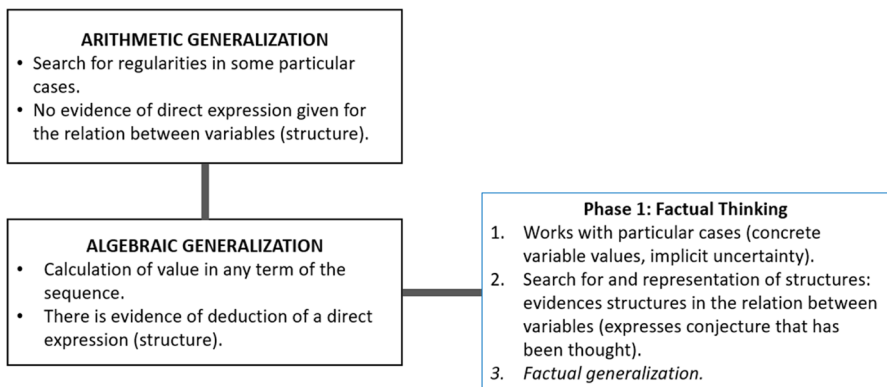 ARITHMETIC GENERALIZATION
• Search for regularities in some particular
cases.
• No evidence of direct expression given for
the relation between variables (structure).
ALGEBRAIC GENERALIZATION
• Calculation of value in any term of the
sequence.
• There is evidence of deduction of a direct
expression (structure).
Phase 1: Factual Thinking
1. Works with particular cases (concrete
variable values, implicit uncertainty).
2. Search for and representation of structures:
evidences structures in the relation between
variables (expresses conjecture that has
been thought).
3. Factual generalization.